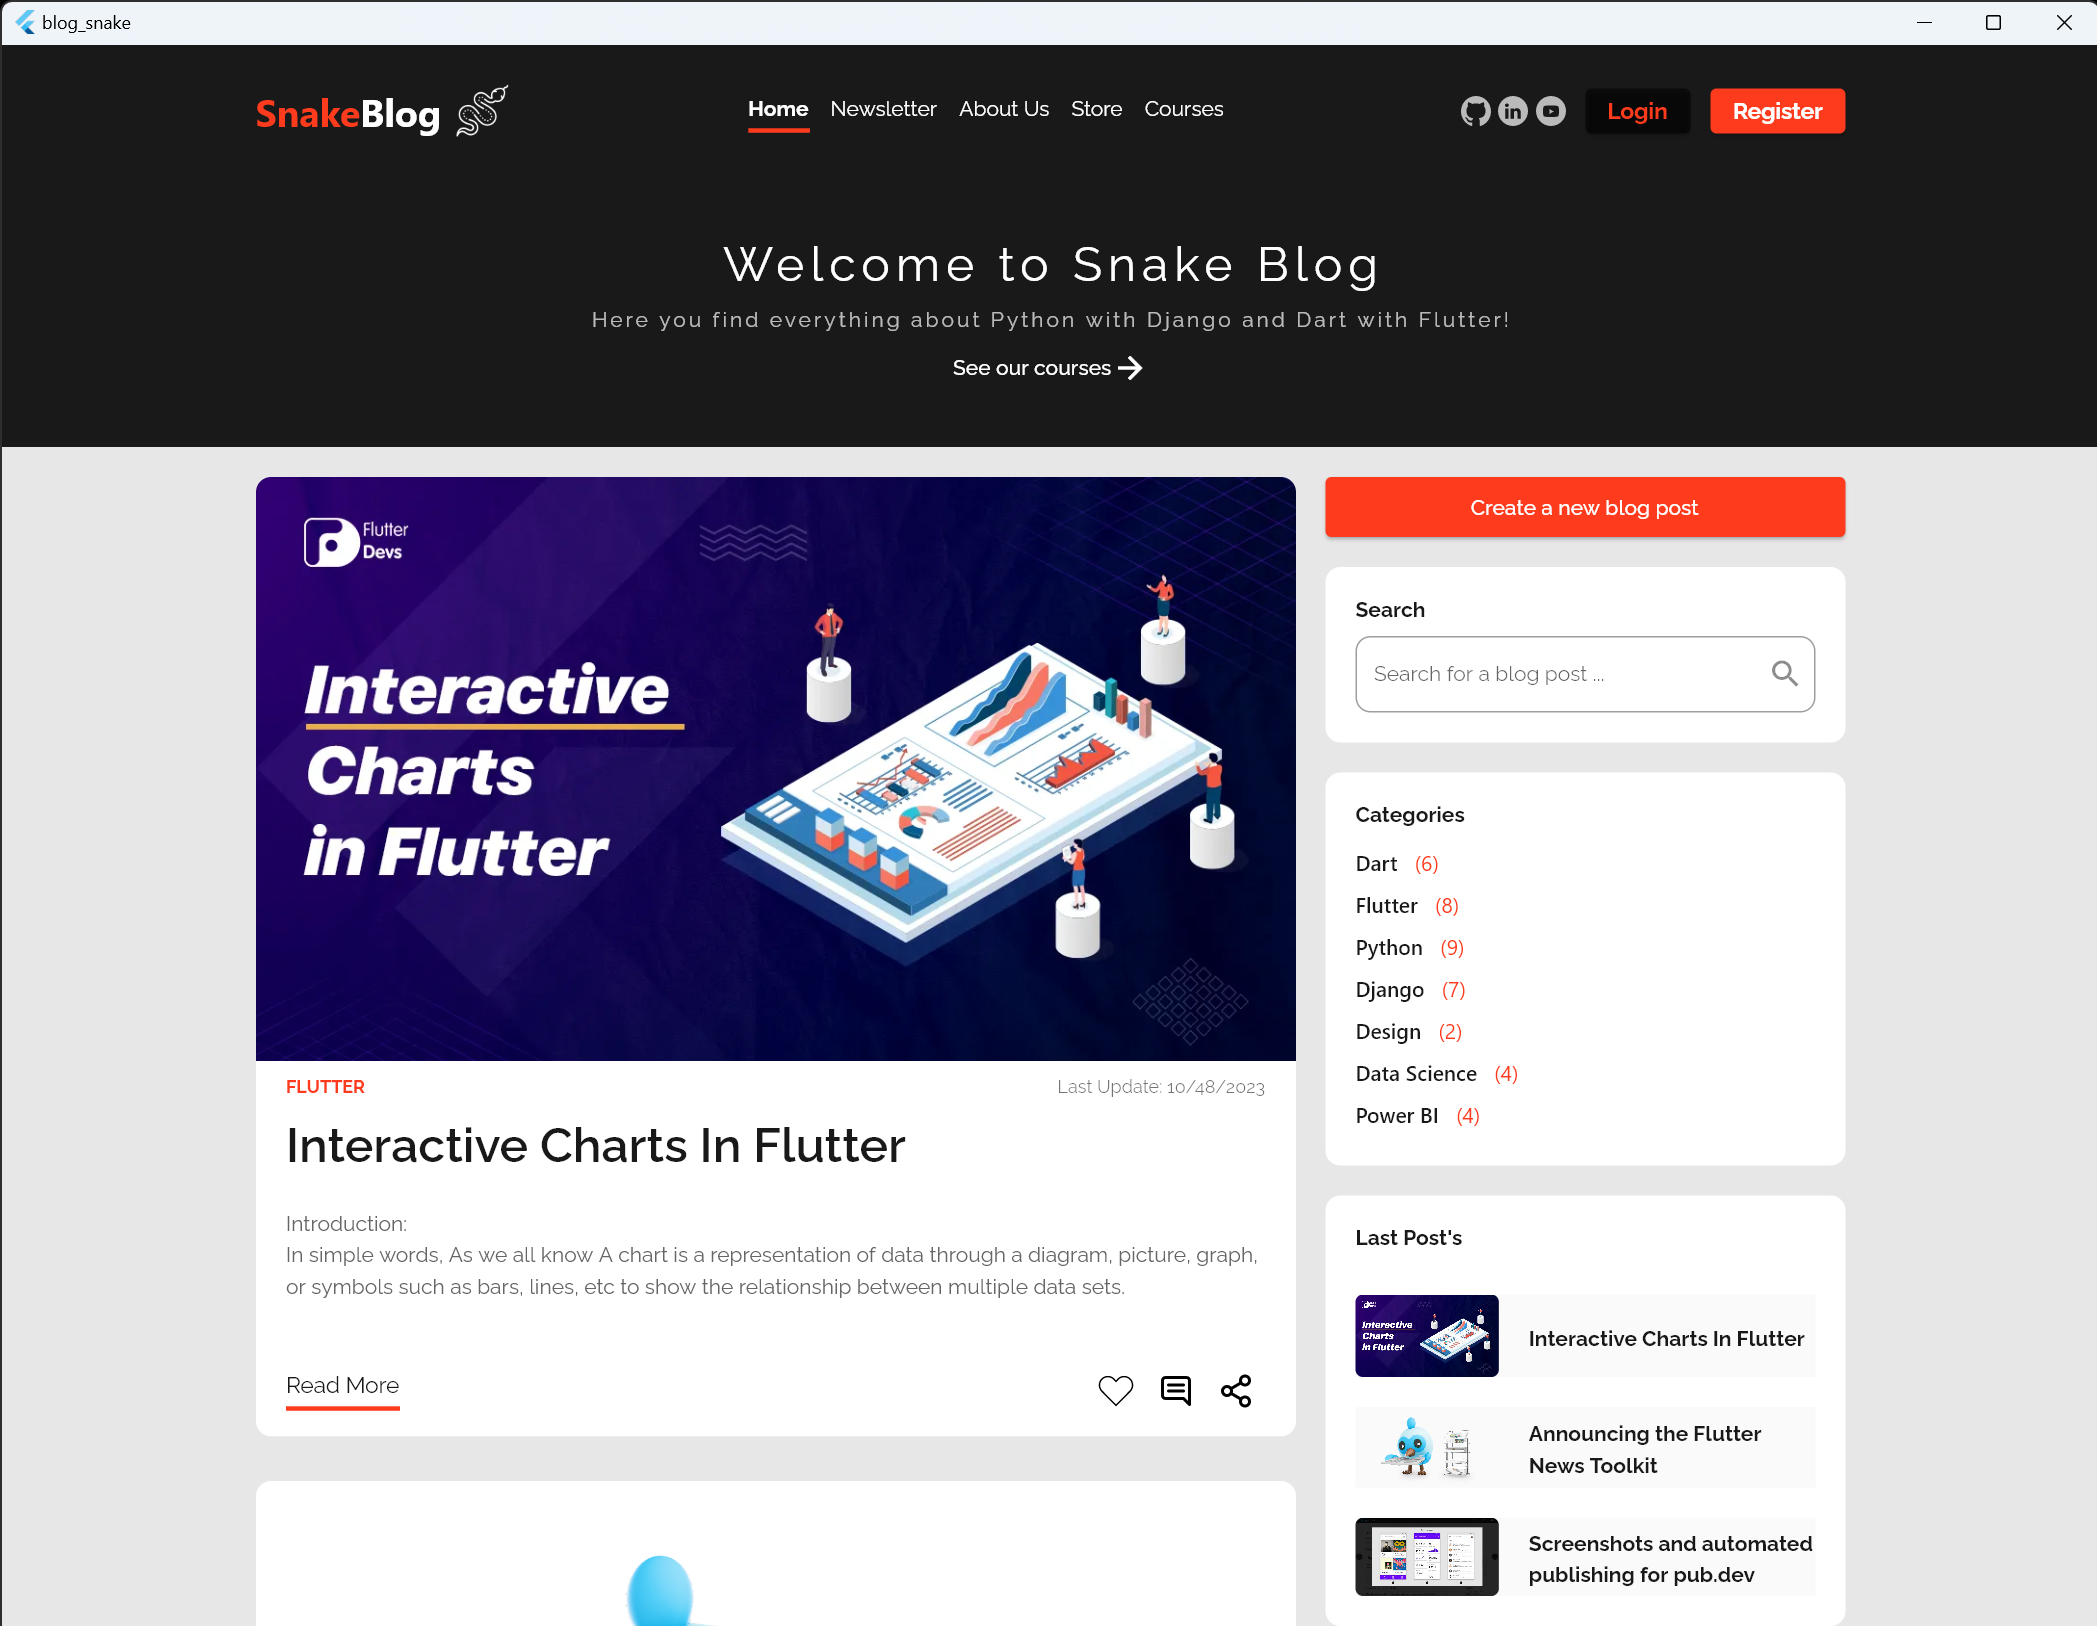 blog_snake
SnakeBlog
Home Newsletter About Us Store Courses
Login Register
Welcome to Snake Blog
Here you find everything about Python with Django and Dart with Flutter!
See our courses
Flutter
Devs
Interactive
Charts
in Flutter
FLUTTER
Last Update: 10/48/2023
Interactive Charts In Flutter
Introduction:
In simple words, As we all know A chart is a representation of data through a diagram, picture, graph,
or symbols such as bars, lines, etc to show the relationship between multiple data sets.
Read More
Create a new blog post
Search
Search for a blog post ...
Categories
Dart (6)
Flutter (8)
Python (9)
Django (7)
Design (2)
Data Science (4)
Power BI (4)
Last Post's
Interactive
Charts
in Flutter
Interactive Charts In Flutter
Announcing the Flutter
News Toolkit
Screenshots and automated
publishing for pub.dev